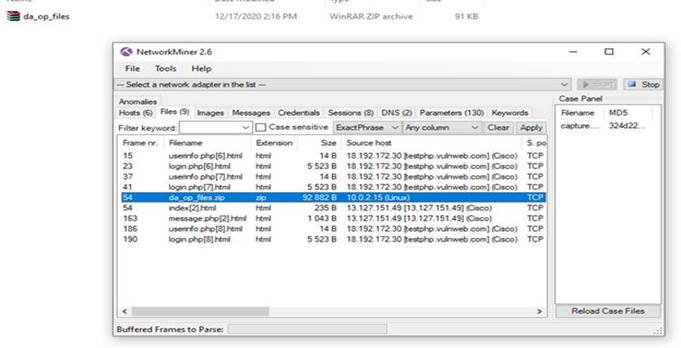 Date modified Type Size
da_op_files 12/17/2020 2:16 PM WinRAR ZIP archive 91 KB
NetworkMiner 2.6
File Tools Help
--- Select a network adapter in the list ---
Stop
Anomalies
Hosts (6) Files (9) Images Messages Credentials Sessions (8) DNS (2) Parameters (130) Keywords
Filter keyword: Case sensitive ExactPhrase Any column Clear Apply
Frame nr. Filename Extension Size Source host S. po
15 userinfo.php[6].html html 14 B 18.192.172.30 [testphp.vulnweb.com] (Cisco) TCP
23 login.php[6].html html 5 523 B 18.192.172.30 [testphp.vulnweb.com] (Cisco) TCP
37 userinfo.php[7].html html 14 B 18.192.172.30 [testphp.vulnweb.com] (Cisco) TCP
41 login.php[7].html html 5 523 B 18.192.172.30 [testphp.vulnweb.com] (Cisco) TCP
54 da_op_files.zip zip 92 882 B 10.0.2.15 (Linux) TCP
54 index[2].html html 235 B 13.127.151.49 [13.127.151.49] (Cisco) TCP
163 message.php[2].html html 1 043 B 13.127.151.49 [13.127.151.49] (Cisco) TCP
186 userinfo.php[8].html html 14 B 18.192.172.30 [testphp.vulnweb.com] (Cisco) TCP
190 login.php[8].html html 5 523 B 18.192.172.30 [testphp.vulnweb.com] (Cisco) TCP
Case Panel
Filename MD5
capture.... 324d22...
Reload Case Files
Buffered Frames to Parse: